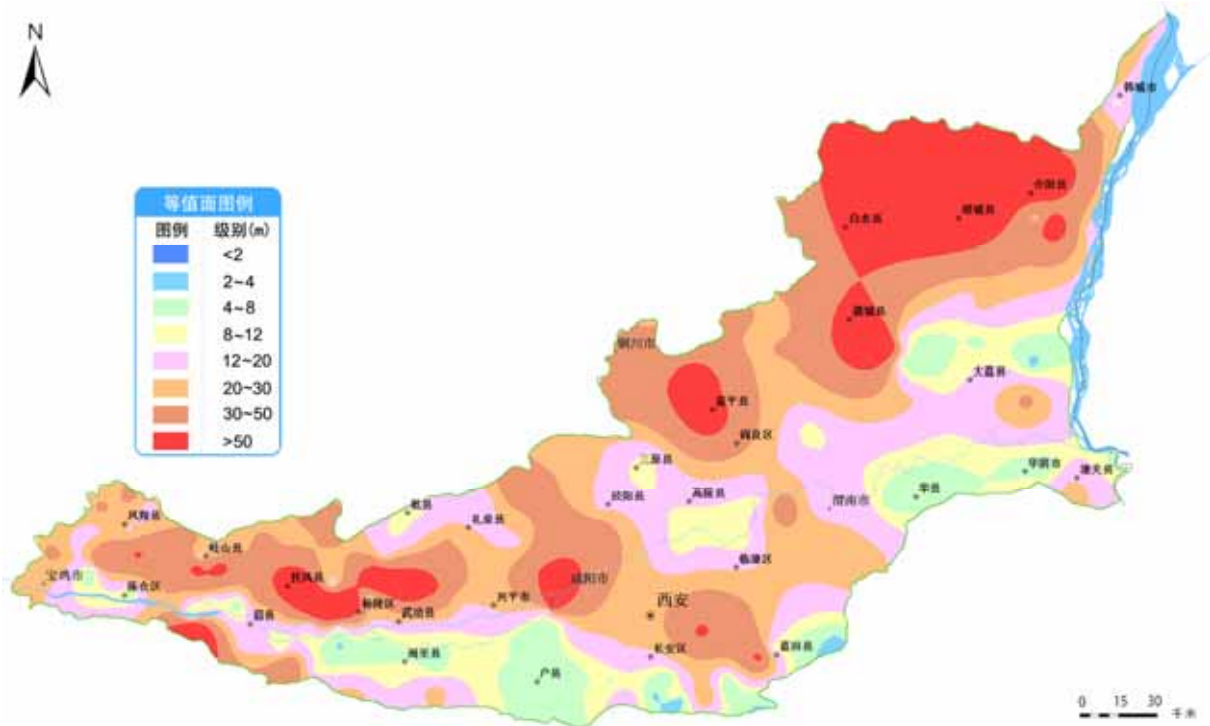 N
韩城市
等值面图例
图例 级别(m)
<2
2~4
4~8
8~12
12~20
20~30
30~50
>50
合阳县
澄城县
白水县
蒲城县
铜川市
大荔县
富平县
阎良区
三原县
华阴市
潼关县
泾阳县
高陵县
渭南市
华县
乾县
礼泉县
凤翔县
岐山县
临潼区
宝鸡市
陈仓区
扶风县
咸阳市
杨陵区
武功县
兴平市
西安
眉县
周至县
长安区
蓝田县
户县
0 15 30
千米